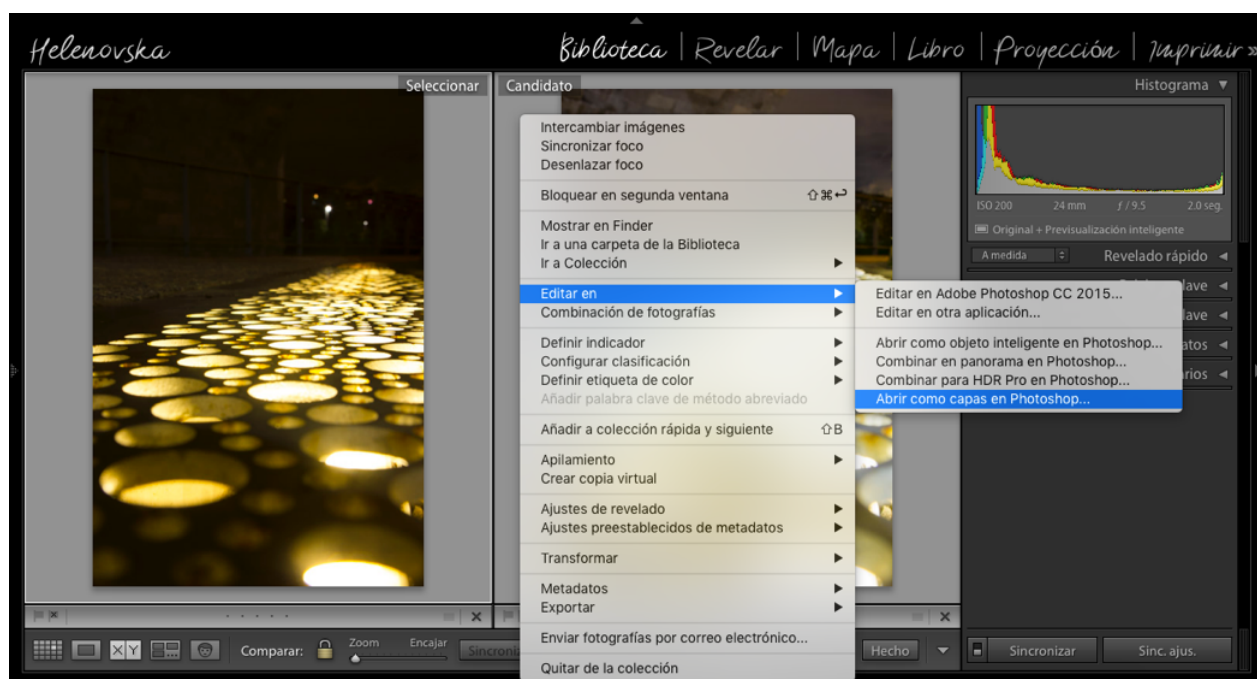 Helenovska
Biblioteca | Revelar | Mapa | Libro | Proyección | Imprimir »
Seleccionar
Candidato
Histograma
ISO 200 24 mm ƒ / 9.5 2.0 seg.
Original + Previsualización inteligente
A medida
Revelado rápido
lave
lave
atos
rios
Intercambiar imágenes
Sincronizar foco
Desenlazar foco
Bloquear en segunda ventana ⇧⌘↩
Mostrar en Finder
Ir a una carpeta de la Biblioteca
Ir a Colección
Editar en
Combinación de fotografías
Definir indicador
Configurar clasificación
Definir etiqueta de color
Añadir palabra clave de método abreviado
Añadir a colección rápida y siguiente ⇧B
Apilamiento
Crear copia virtual
Ajustes de revelado
Ajustes preestablecidos de metadatos
Transformar
Metadatos
Exportar
Enviar fotografías por correo electrónico...
Quitar de la colección
Editar en Adobe Photoshop CC 2015...
Editar en otra aplicación...
Abrir como objeto inteligente en Photoshop...
Combinar en panorama en Photoshop...
Combinar para HDR Pro en Photoshop...
Abrir como capas en Photoshop...
X Y
Comparar:
Zoom
Encajar
Hecho
Sincronizar
Sinc. ajus.